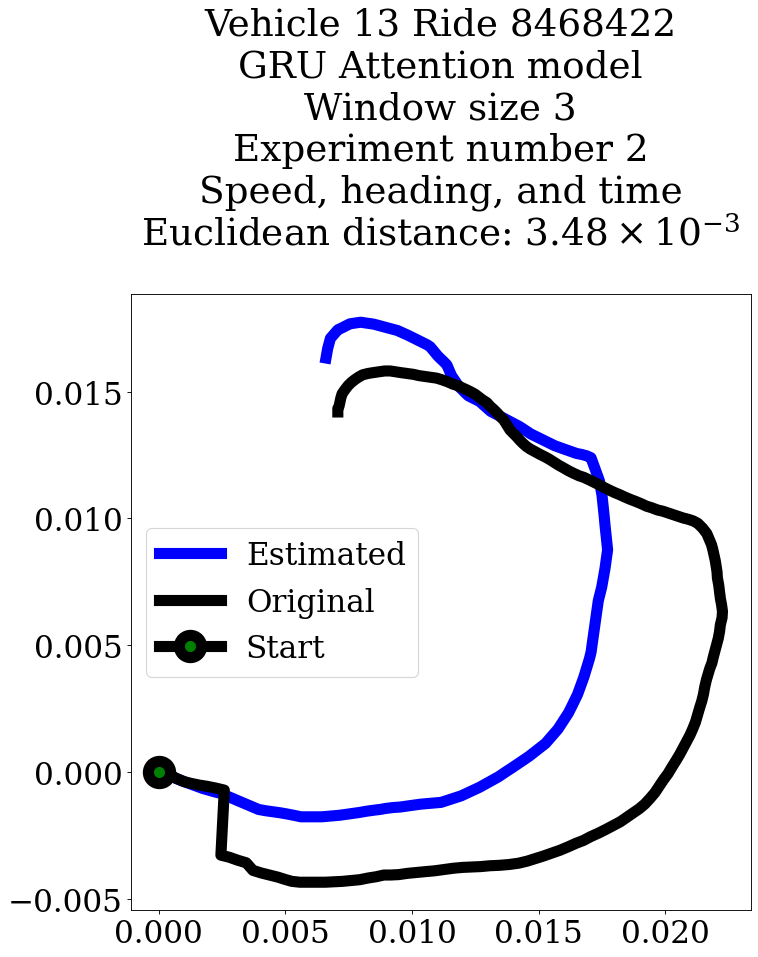 Vehicle 13 Ride 8468422
GRU Attention model
Window size 3
Experiment number 2
Speed, heading, and time
Euclidean distance: 3.48 × 10⁻³
0.015
0.010
0.005
0.000
−0.005
Estimated
Original
Start
0.000 0.005 0.010 0.015 0.020